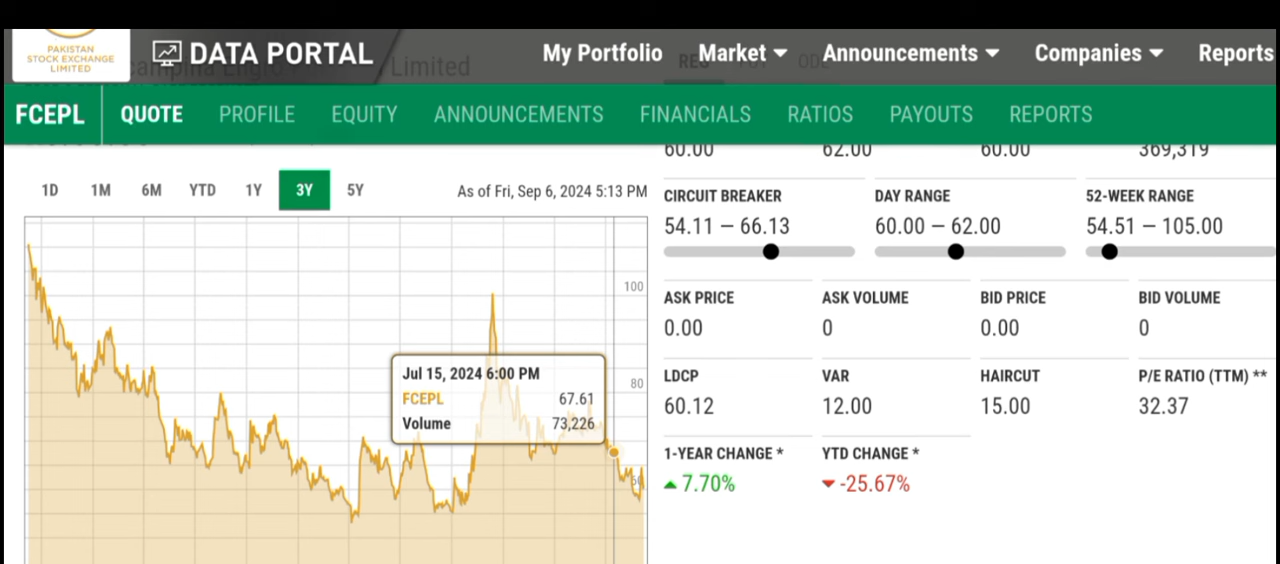 PAKISTAN
STOCK EXCHANGE
LIMITED
DATA PORTAL
My Portfolio
Market
Announcements
Companies
Reports
campina Engro
Limited
REG
FCEPL
QUOTE
PROFILE
EQUITY
ANNOUNCEMENTS
FINANCIALS
RATIOS
PAYOUTS
REPORTS
60.00
62.00
60.00
369,319
1D
1M
6M
YTD
1Y
3Y
5Y
As of Fri, Sep 6, 2024 5:13 PM
100
80
60
Jul 15, 2024 6:00 PM
FCEPL 67.61
Volume 73,226
CIRCUIT BREAKER
54.11 — 66.13
DAY RANGE
60.00 — 62.00
52-WEEK RANGE
54.51 — 105.00
ASK PRICE
0.00
ASK VOLUME
0
BID PRICE
0.00
BID VOLUME
0
LDCP
60.12
VAR
12.00
HAIRCUT
15.00
P/E RATIO (TTM) **
32.37
1-YEAR CHANGE *
7.70%
YTD CHANGE *
-25.67%